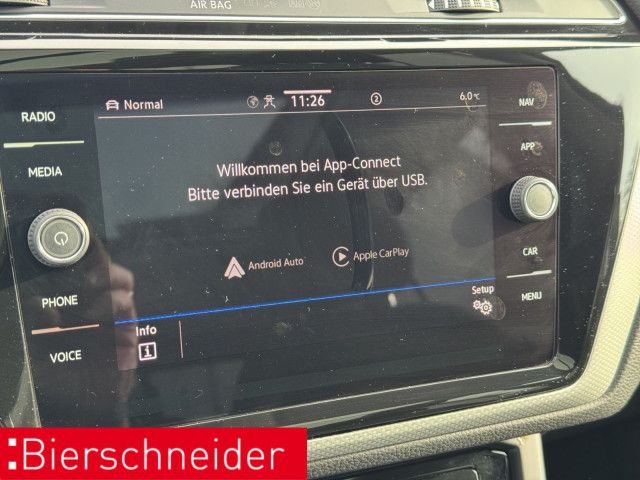 AIR BAG
RADIO
MEDIA
PHONE
VOICE
Normal
11:26
2
6.0°C
NAV
APP
CAR
MENU
Willkommen bei App-Connect
Bitte verbinden Sie ein Gerät über USB.
Android Auto
Apple CarPlay
Info
Setup
Bierschneider